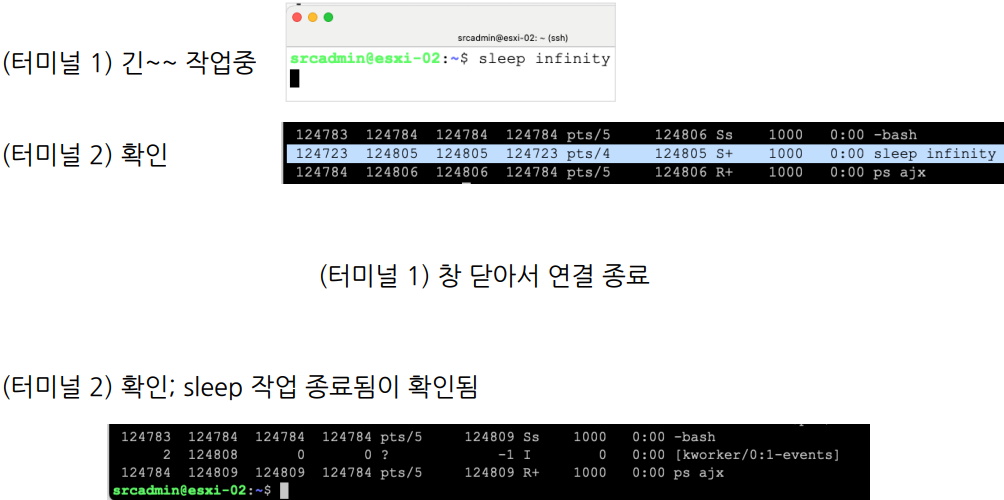 srcadmin@esxi-02: ~ (ssh)
(터미널 1) 긴~~ 작업중
srcadmin@esxi-02:~$ sleep infinity
(터미널 2) 확인
124783 124784 124784 124784 pts/5 124806 Ss 1000 0:00 -bash
124723 124805 124805 124723 pts/4 124805 S+ 1000 0:00 sleep infinity
124784 124806 124806 124784 pts/5 124806 R+ 1000 0:00 ps ajx
(터미널 1) 창 닫아서 연결 종료
(터미널 2) 확인; sleep 작업 종료됨이 확인됨
124783 124784 124784 124784 pts/5 124809 Ss 1000 0:00 -bash
2 124808 0 0 ? -1 I 0 0:00 [kworker/0:1-events]
124784 124809 124809 124784 pts/5 124809 R+ 1000 0:00 ps ajx
srcadmin@esxi-02:~$